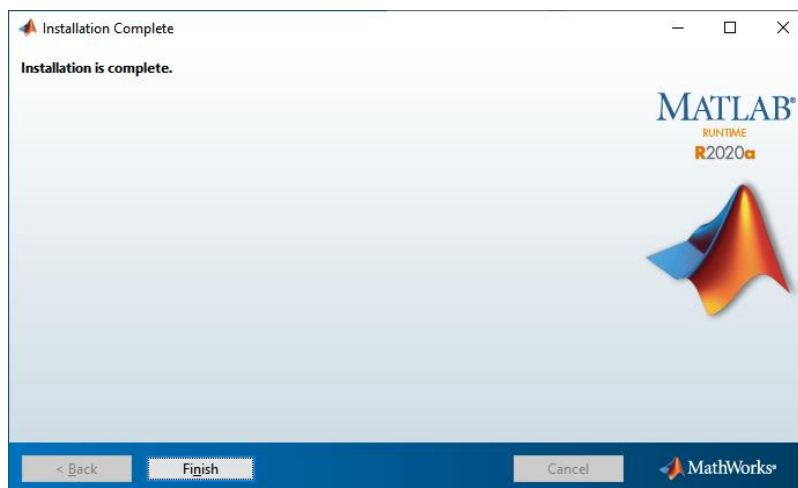 Installation Complete
Installation is complete.
MATLAB®
RUNTIME
R2020a
< Back
Finish
Cancel
MathWorks®